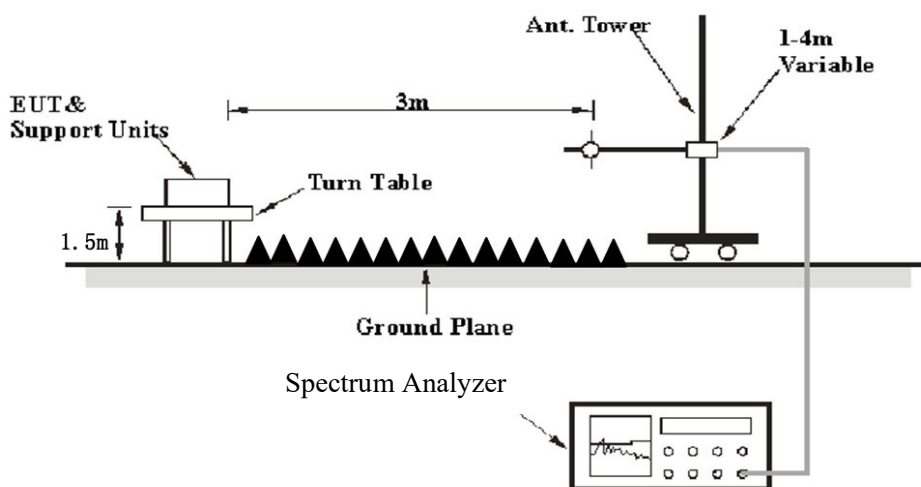 Ant. Tower
1-4m
Variable
3m
EUT&
Support Units
Turn Table
1.5m
Ground Plane
Spectrum Analyzer